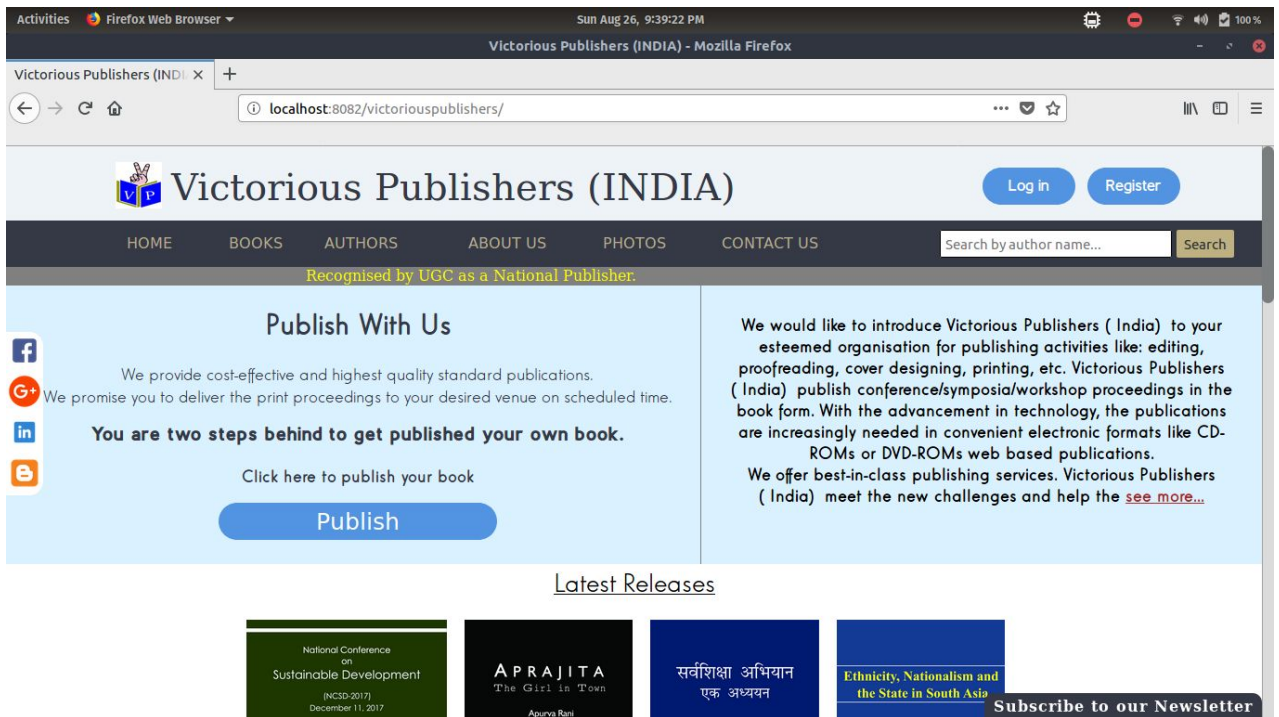 Activities Firefox Web Browser Sun Aug 26, 9:39:22 PM 100 %
Victorious Publishers (INDIA) - Mozilla Firefox
Victorious Publishers (INDI
localhost:8082/victoriouspublishers/
VP Victorious Publishers (INDIA) Log in Register
HOME BOOKS AUTHORS ABOUT US PHOTOS CONTACT US Search by author name... Search
Recognised by UGC as a National Publisher.
Publish With Us
We provide cost-effective and highest quality standard publications.
We promise you to deliver the print proceedings to your desired venue on scheduled time.
You are two steps behind to get published your own book.
Click here to publish your book
Publish
We would like to introduce Victorious Publishers ( India) to your
esteemed organisation for publishing activities like: editing,
proofreading, cover designing, printing, etc. Victorious Publishers
( India) publish conference/symposia/workshop proceedings in the
book form. With the advancement in technology, the publications
are increasingly needed in convenient electronic formats like CD-
ROMs or DVD-ROMs web based publications.
We offer best-in-class publishing services. Victorious Publishers
( India) meet the new challenges and help the see more...
f
G+
in
B
Latest Releases
National Conference
on
Sustainable Development
(NCSD-2017)
December 11, 2017
APRAJITA
The Girl in Town
Apurva Rani
सर्वशिक्षा अभियान
एक अध्ययन
Ethnicity, Nationalism and
the State in South Asia
Subscribe to our Newsletter